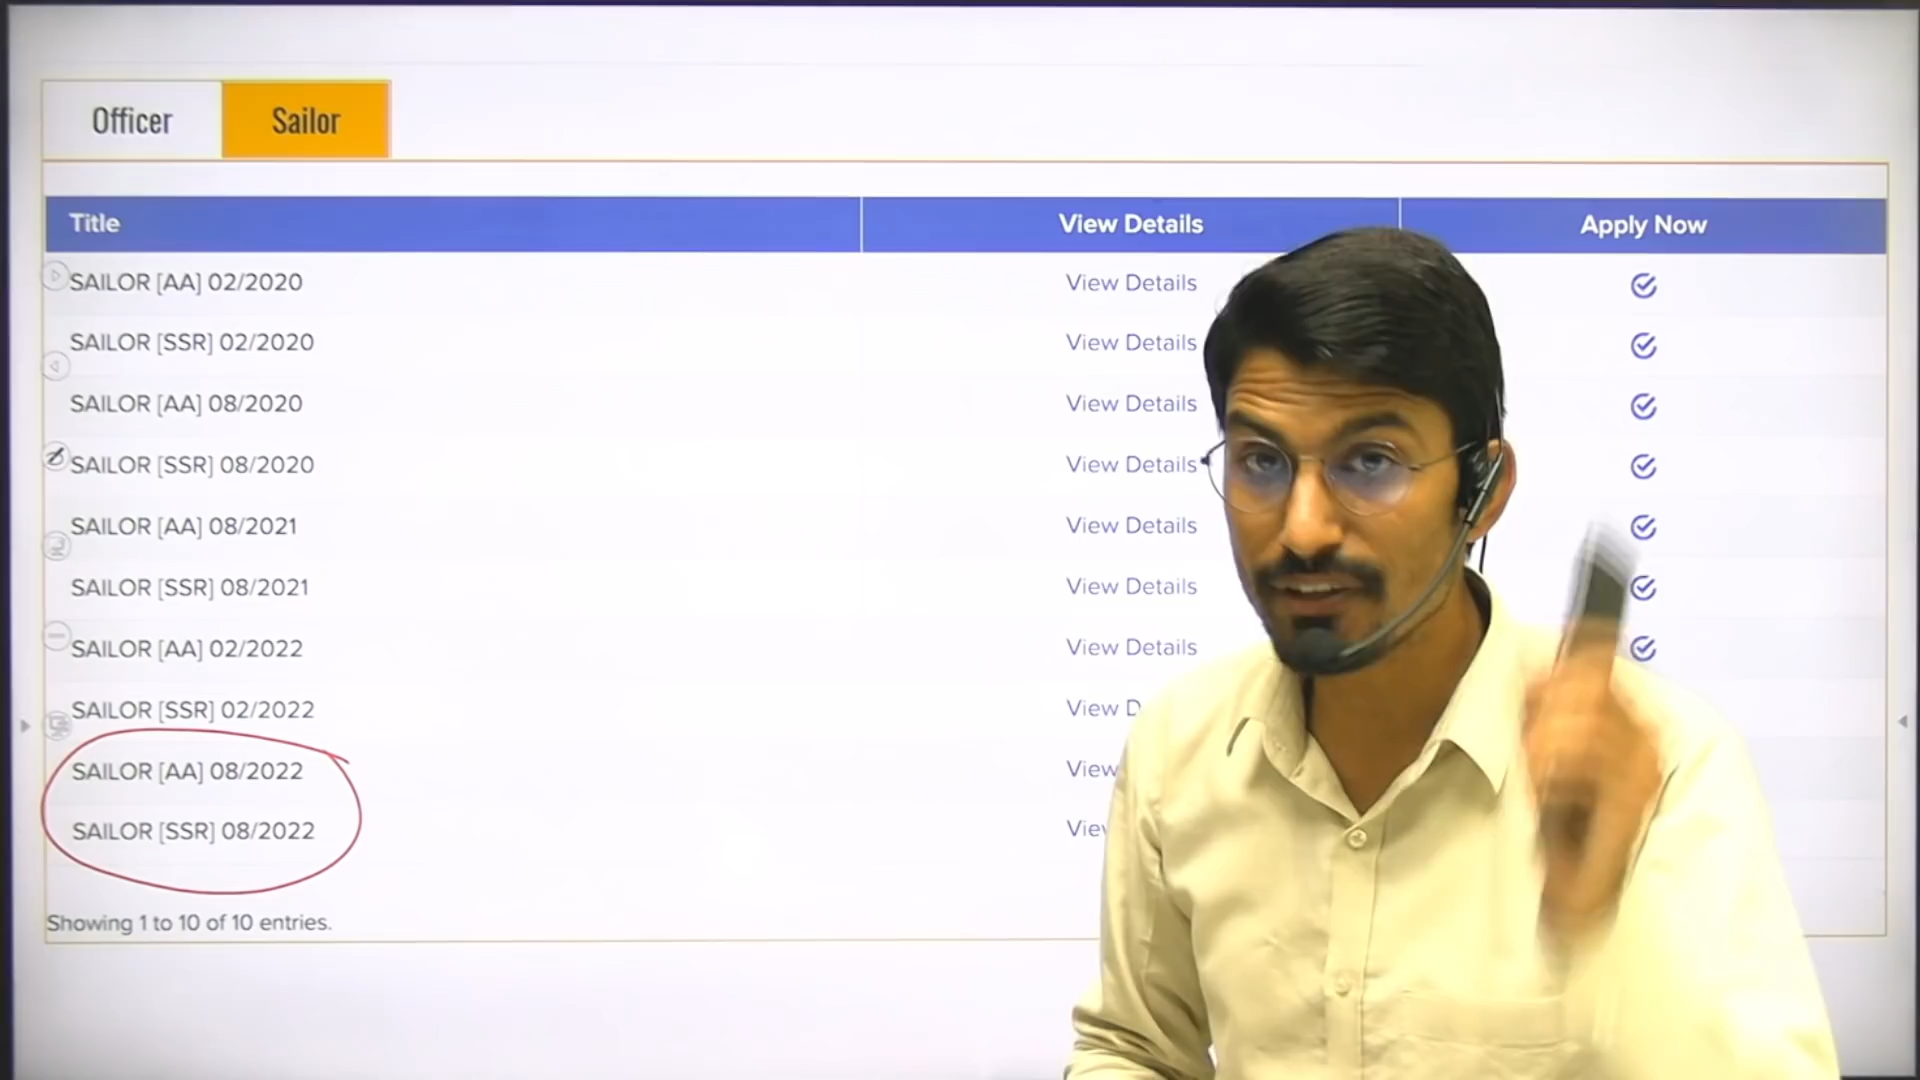 Officer Sailor
Title View Details Apply Now
SAILOR [AA] 02/2020 View Details
SAILOR [SSR] 02/2020 View Details
SAILOR [AA] 08/2020 View Details
SAILOR [SSR] 08/2020 View Details
SAILOR [AA] 08/2021 View Details
SAILOR [SSR] 08/2021 View Details
SAILOR [AA] 02/2022 View Details
SAILOR [SSR] 02/2022 View D
SAILOR [AA] 08/2022 View
SAILOR [SSR] 08/2022 View
Showing 1 to 10 of 10 entries.